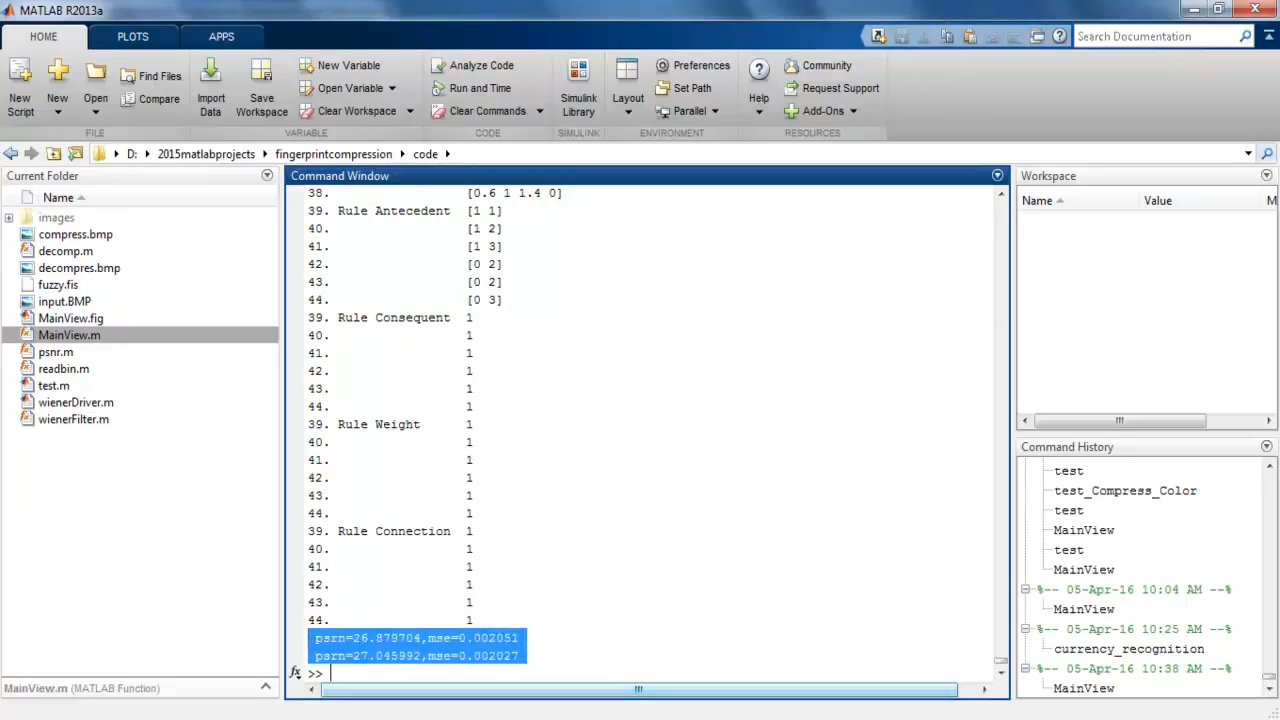 MATLAB R2013a
HOME
PLOTS
APPS
Search Documentation
New Script
New
Open
Find Files
Compare
Import Data
Save Workspace
New Variable
Open Variable
Clear Workspace
Analyze Code
Run and Time
Clear Commands
Simulink Library
Layout
Preferences
Set Path
Parallel
Help
Community
Request Support
Add-Ons
FILE
VARIABLE
CODE
SIMULINK
ENVIRONMENT
RESOURCES
D: 2015matlabprojects fingerprintcompression code
Current Folder
Name
images
compress.bmp
decomp.m
decompres.bmp
fuzzy.fis
input.BMP
MainView.fig
MainView.m
psnr.m
readbin.m
test.m
wienerDriver.m
wienerFilter.m
MainView.m (MATLAB Function)
Command Window
38. [0.6 1 1.4 0]
39. Rule Antecedent [1 1]
40. [1 2]
41. [1 3]
42. [0 2]
43. [0 2]
44. [0 3]
39. Rule Consequent 1
40. 1
41. 1
42. 1
43. 1
44. 1
39. Rule Weight 1
40. 1
41. 1
42. 1
43. 1
44. 1
39. Rule Connection 1
40. 1
41. 1
42. 1
43. 1
44. 1
psrn=26.879704,mse=0.002051
psrn=27.045992,mse=0.002027
fx >>
Workspace
Name Value M
Command History
test
test_Compress_Color
test
MainView
test
MainView
%-- 05-Apr-16 10:04 AM --%
MainView
%-- 05-Apr-16 10:25 AM --%
currency_recognition
%-- 05-Apr-16 10:38 AM --%
MainView